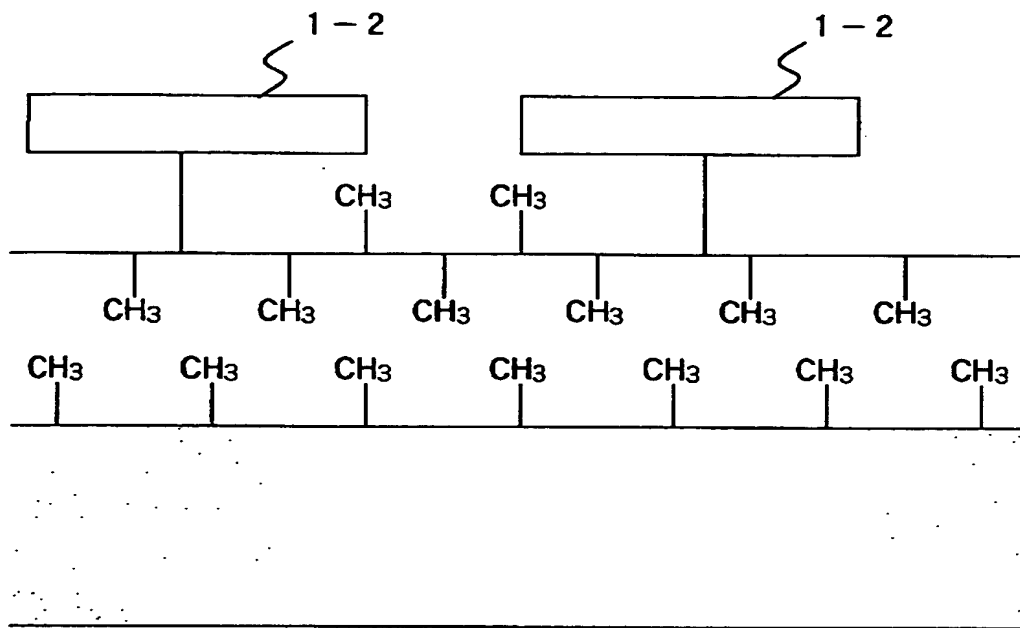 1-2 1-2
CH₃ CH₃
CH₃ CH₃ CH₃ CH₃ CH₃ CH₃
CH₃ CH₃ CH₃ CH₃ CH₃ CH₃ CH₃